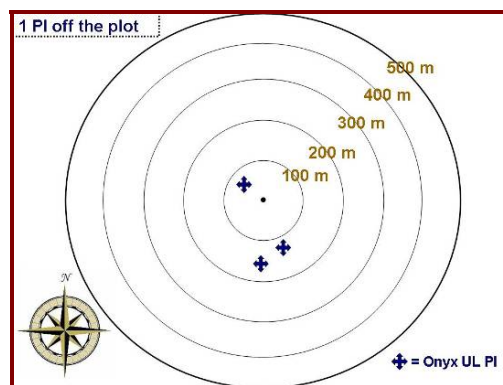 1 PI off the plot
500 m
400 m
300 m
200 m
100 m
N
= Onyx UL PI